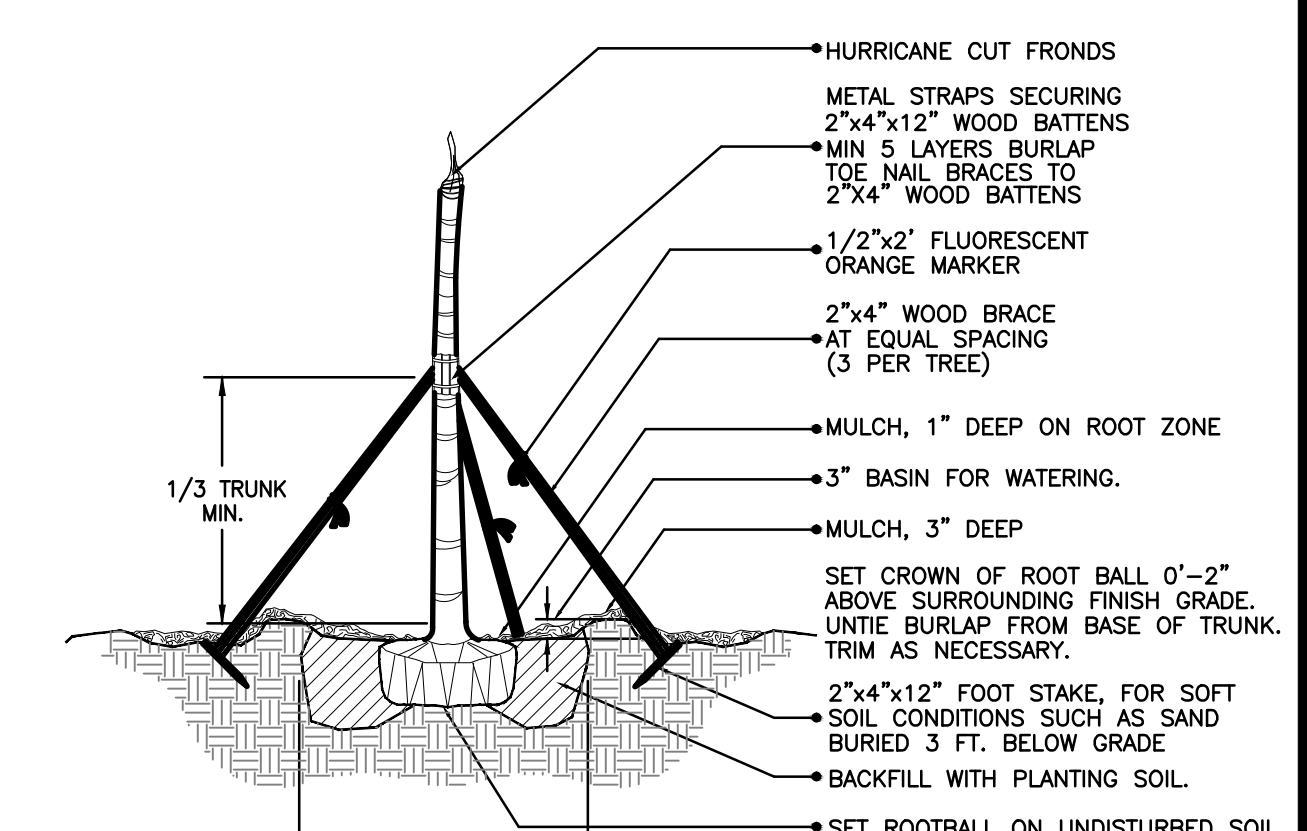 HURRICANE CUT FRONDS
METAL STRAPS SECURING
2"x4"x12" WOOD BATTENS
MIN 5 LAYERS BURLAP
TOE NAIL BRACES TO
2"X4" WOOD BATTENS
1/2"x2' FLUORESCENT
ORANGE MARKER
2"x4" WOOD BRACE
AT EQUAL SPACING
(3 PER TREE)
MULCH, 1" DEEP ON ROOT ZONE
3" BASIN FOR WATERING.
1/3 TRUNK
MIN.
MULCH, 3" DEEP
SET CROWN OF ROOT BALL 0'-2"
ABOVE SURROUNDING FINISH GRADE.
UNTIE BURLAP FROM BASE OF TRUNK.
TRIM AS NECESSARY.
2"x4"x12" FOOT STAKE, FOR SOFT
SOIL CONDITIONS SUCH AS SAND
BURIED 3 FT. BELOW GRADE
BACKFILL WITH PLANTING SOIL.
SET ROOTBALL ON UNDISTURBED SOIL